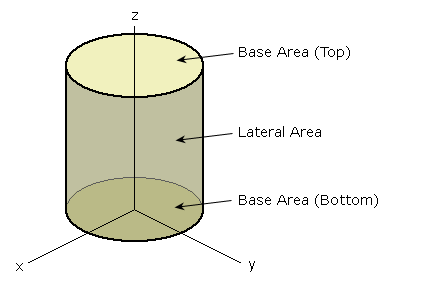 z
Base Area (Top)
Lateral Area
Base Area (Bottom)
x
y